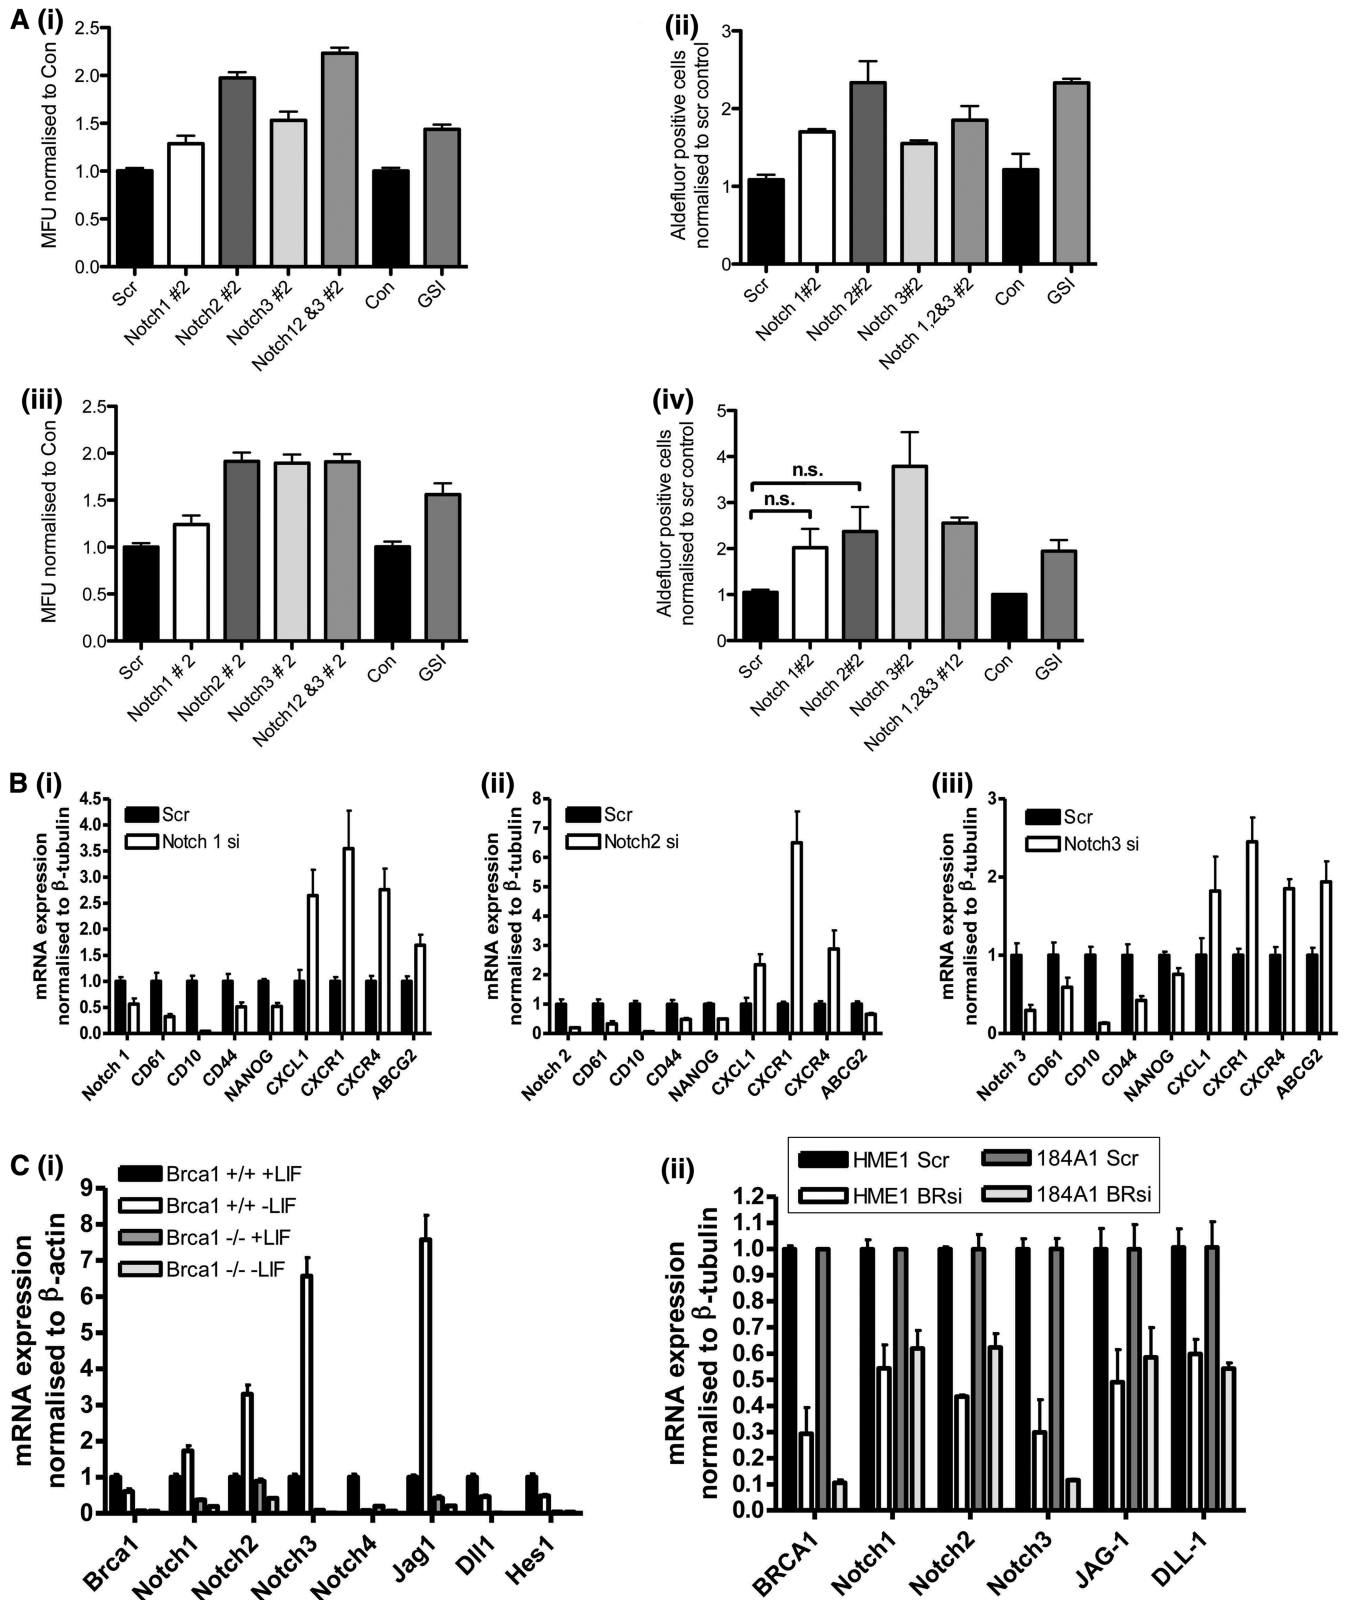 A (i)
MFU normalised to Con
2.5
2.0
1.5
1.0
0.5
0.0
Scr
Notch1 #2
Notch2 #2
Notch3 #2
Notch12 &3 #2
Con
GSI
(ii)
Aldefluor positive cells
normalised to scr control
3
2
1
0
Scr
Notch 1#2
Notch 2#2
Notch 3#2
Notch 1,2&3 #2
Con
GSI
(iii)
MFU normalised to Con
2.5
2.0
1.5
1.0
0.5
0.0
Scr
Notch1 # 2
Notch2 # 2
Notch3 # 2
Notch12 &3 # 2
Con
GSI
(iv)
Aldefluor positive cells
normalised to scr control
5
4
3
2
1
0
n.s.
n.s.
Scr
Notch 1#2
Notch 2#2
Notch 3#2
Notch 1,2&3 #12
Con
GSI
B (i)
mRNA expression
normalised to β-tubulin
4.5
4.0
3.5
3.0
2.5
2.0
1.5
1.0
0.5
0.0
Scr
Notch 1 si
Notch 1
CD61
CD10
CD44
NANOG
CXCL1
CXCR1
CXCR4
ABCG2
(ii)
mRNA expression
normalised to β-tubulin
8
7
6
5
4
3
2
1
0
Scr
Notch2 si
Notch 2
CD61
CD10
CD44
NANOG
CXCL1
CXCR1
CXCR4
ABCG2
(iii)
mRNA expression
normalised to β-tubulin
3
2
1
0
Scr
Notch3 si
Notch 3
CD61
CD10
CD44
NANOG
CXCL1
CXCR1
CXCR4
ABCG2
C (i)
mRNA expression
normalised to β-actin
9
8
7
6
5
4
3
2
1
0
Brca1 +/+ +LIF
Brca1 +/+ -LIF
Brca1 -/- +LIF
Brca1 -/- -LIF
Brca1
Notch1
Notch2
Notch3
Notch4
Jag1
Dll1
Hes1
(ii)
HME1 Scr
184A1 Scr
HME1 BRsi
184A1 BRsi
mRNA expression
normalised to β-tubulin
1.2
1.1
1.0
0.9
0.8
0.7
0.6
0.5
0.4
0.3
0.2
0.1
0.0
BRCA1
Notch1
Notch2
Notch3
JAG-1
DLL-1